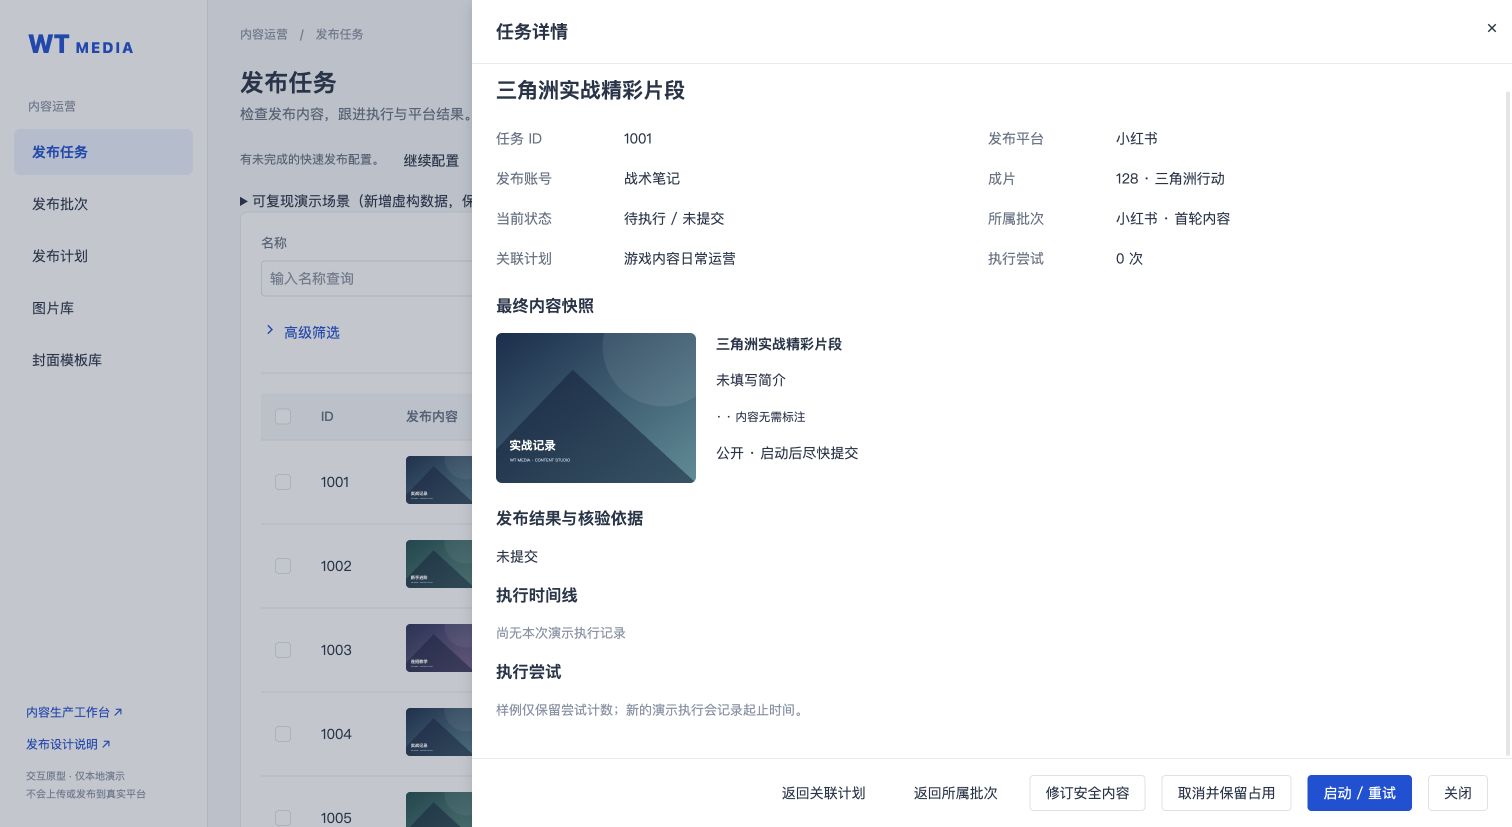 WT MEDIA
内容运营
发布任务
发布批次
发布计划
图片库
封面模板库
内容生产工作台 ↗
发布设计说明 ↗
交互原型 · 仅本地演示
不会上传或发布到真实平台
内容运营 / 发布任务
发布任务
检查发布内容，跟进执行与平台结果。
有未完成的快速发布配置。 继续配置
▶ 可复现演示场景（新增虚构数据，保
名称
输入名称查询
高级筛选
ID 发布内容
1001
实战记录
1002
新手进阶
1003
1004
实战记录
1005
任务详情 ×
三角洲实战精彩片段
任务 ID 1001 发布平台 小红书
发布账号 战术笔记 成片 128 · 三角洲行动
当前状态 待执行 / 未提交 所属批次 小红书 · 首轮内容
关联计划 游戏内容日常运营 执行尝试 0 次
最终内容快照
实战记录
WT MEDIA · CONTENT STUDIO
三角洲实战精彩片段
未填写简介
· · 内容无需标注
公开 · 启动后尽快提交
发布结果与核验依据
未提交
执行时间线
尚无本次演示执行记录
执行尝试
样例仅保留尝试计数；新的演示执行会记录起止时间。
返回关联计划 返回所属批次 修订安全内容 取消并保留占用 启动 / 重试 关闭